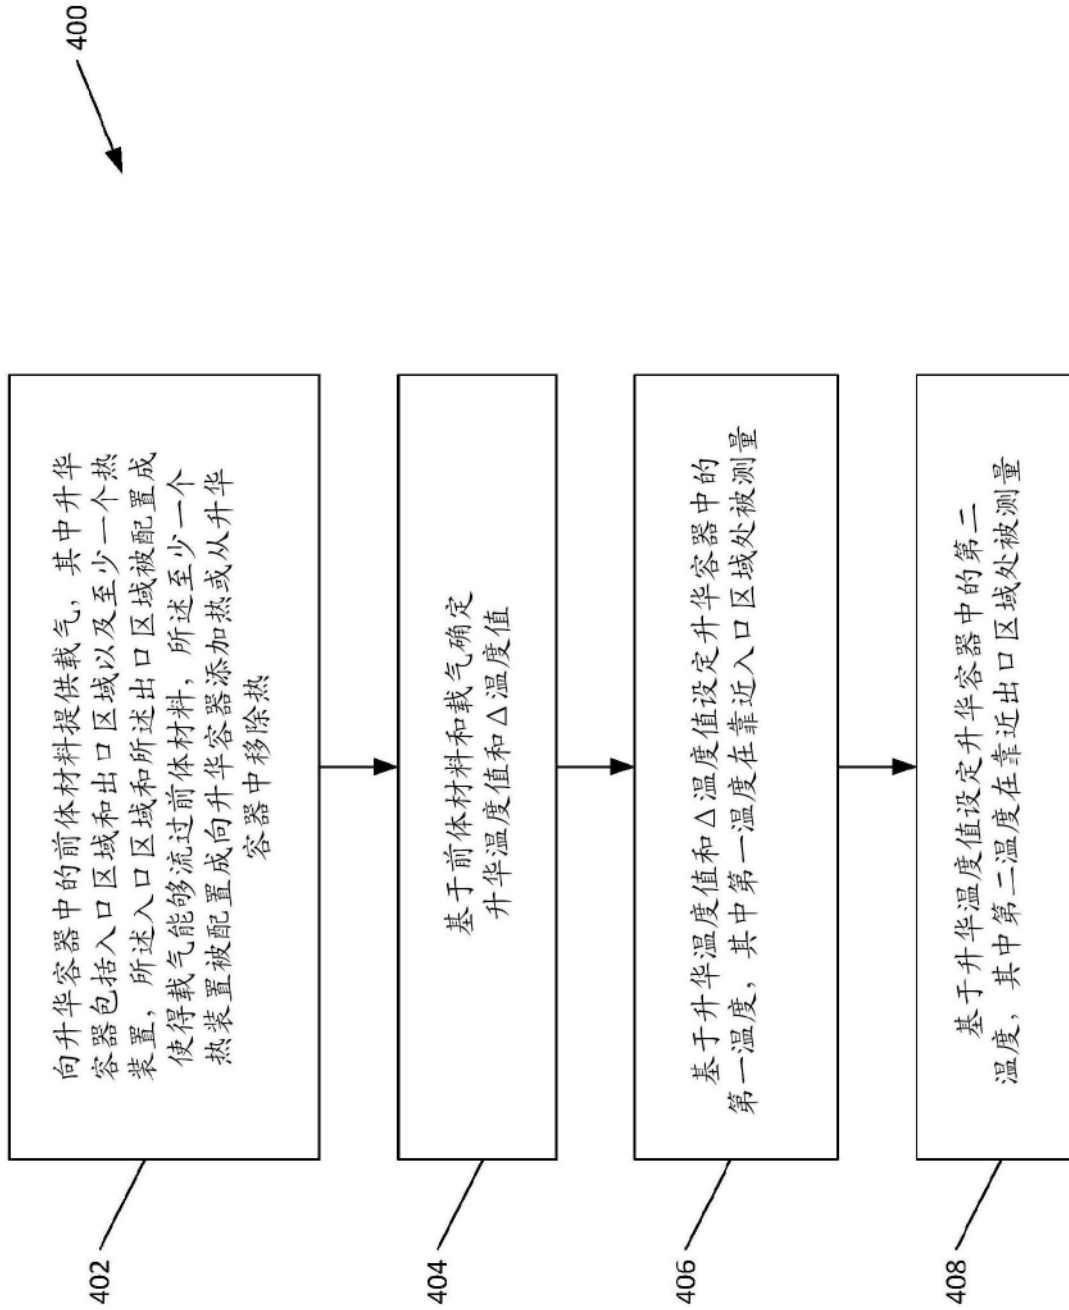 400
402
向升华容器中的前体材料提供载气，其中升华
容器包括入口区域和出口区域以及至少一个热
装置，所述入口区域和所述出口区域被配置成
使得载气能够流过前体材料，所述至少一个
热装置被配置成向升华容器添加热或从升华
容器中移除热
404
基于前体材料和载气确定
升华温度值和△温度值
406
基于升华温度值和△温度值设定升华容器中的
第一温度，其中第一温度在靠近入口区域处被测量
408
基于升华温度值设定升华容器中的第二
温度，其中第二温度在靠近出口区域处被测量